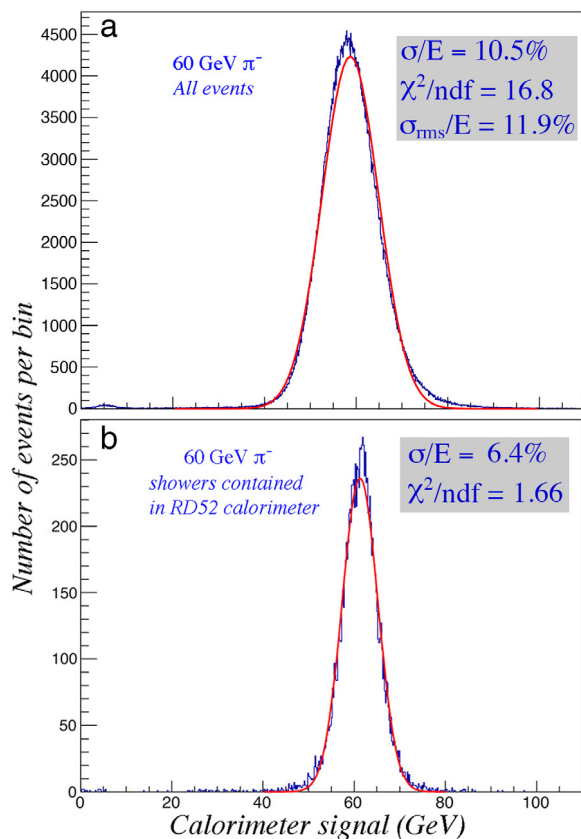 a
60 GeV π⁻
All events
σ/E = 10.5%
χ²/ndf = 16.8
σrms/E = 11.9%
4500
4000
3500
3000
2500
2000
1500
1000
500
0
b
60 GeV π⁻
showers contained
in RD52 calorimeter
σ/E = 6.4%
χ²/ndf = 1.66
250
200
150
100
50
0
0 20 40 60 80 100
Number of events per bin
Calorimeter signal (GeV)